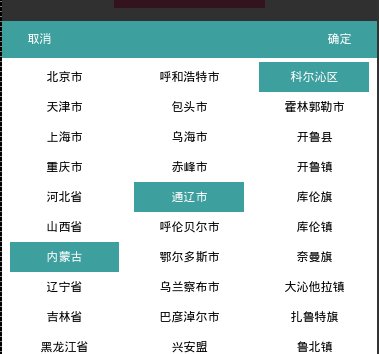 取消 确定
北京市 呼和浩特市 科尔沁区
天津市 包头市 霍林郭勒市
上海市 乌海市 开鲁县
重庆市 赤峰市 开鲁镇
河北省 通辽市 库伦旗
山西省 呼伦贝尔市 库伦镇
内蒙古 鄂尔多斯市 奈曼旗
辽宁省 乌兰察布市 大沁他拉镇
吉林省 巴彦淖尔市 扎鲁特旗
黑龙江省 兴安盟 鲁北镇